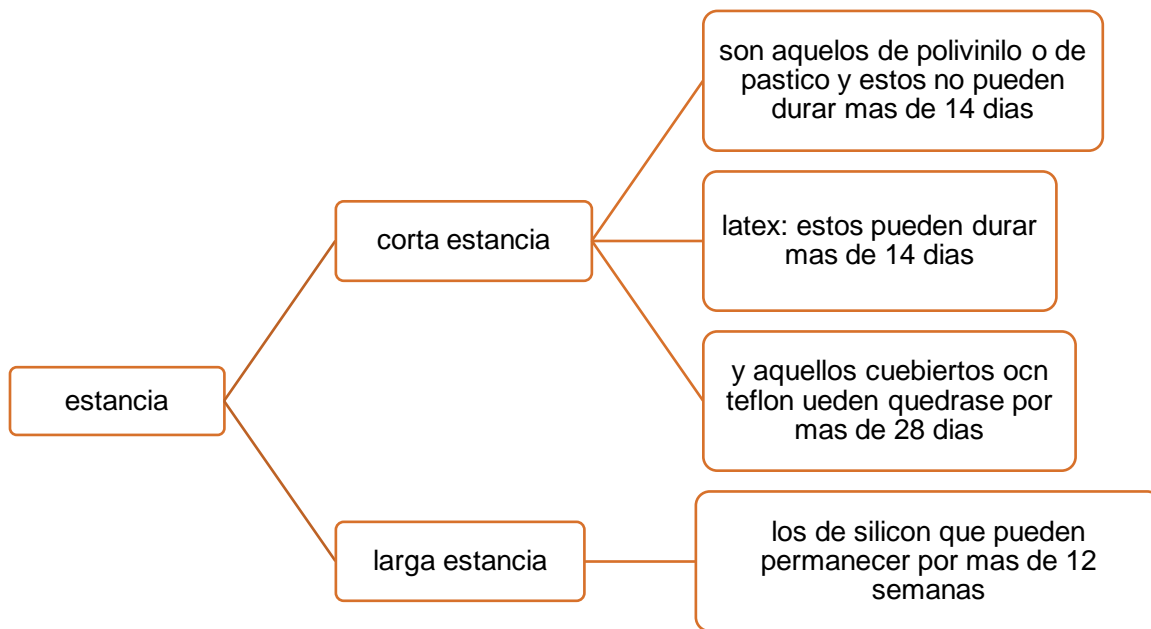 estancia
corta estancia
son aquelos de polivinilo o de
pastico y estos no pueden
durar mas de 14 dias
latex: estos pueden durar
mas de 14 dias
y aquellos cuebiertos ocn
teflon ueden quedrase por
mas de 28 dias
larga estancia
los de silicon que pueden
permanecer por mas de 12
semanas